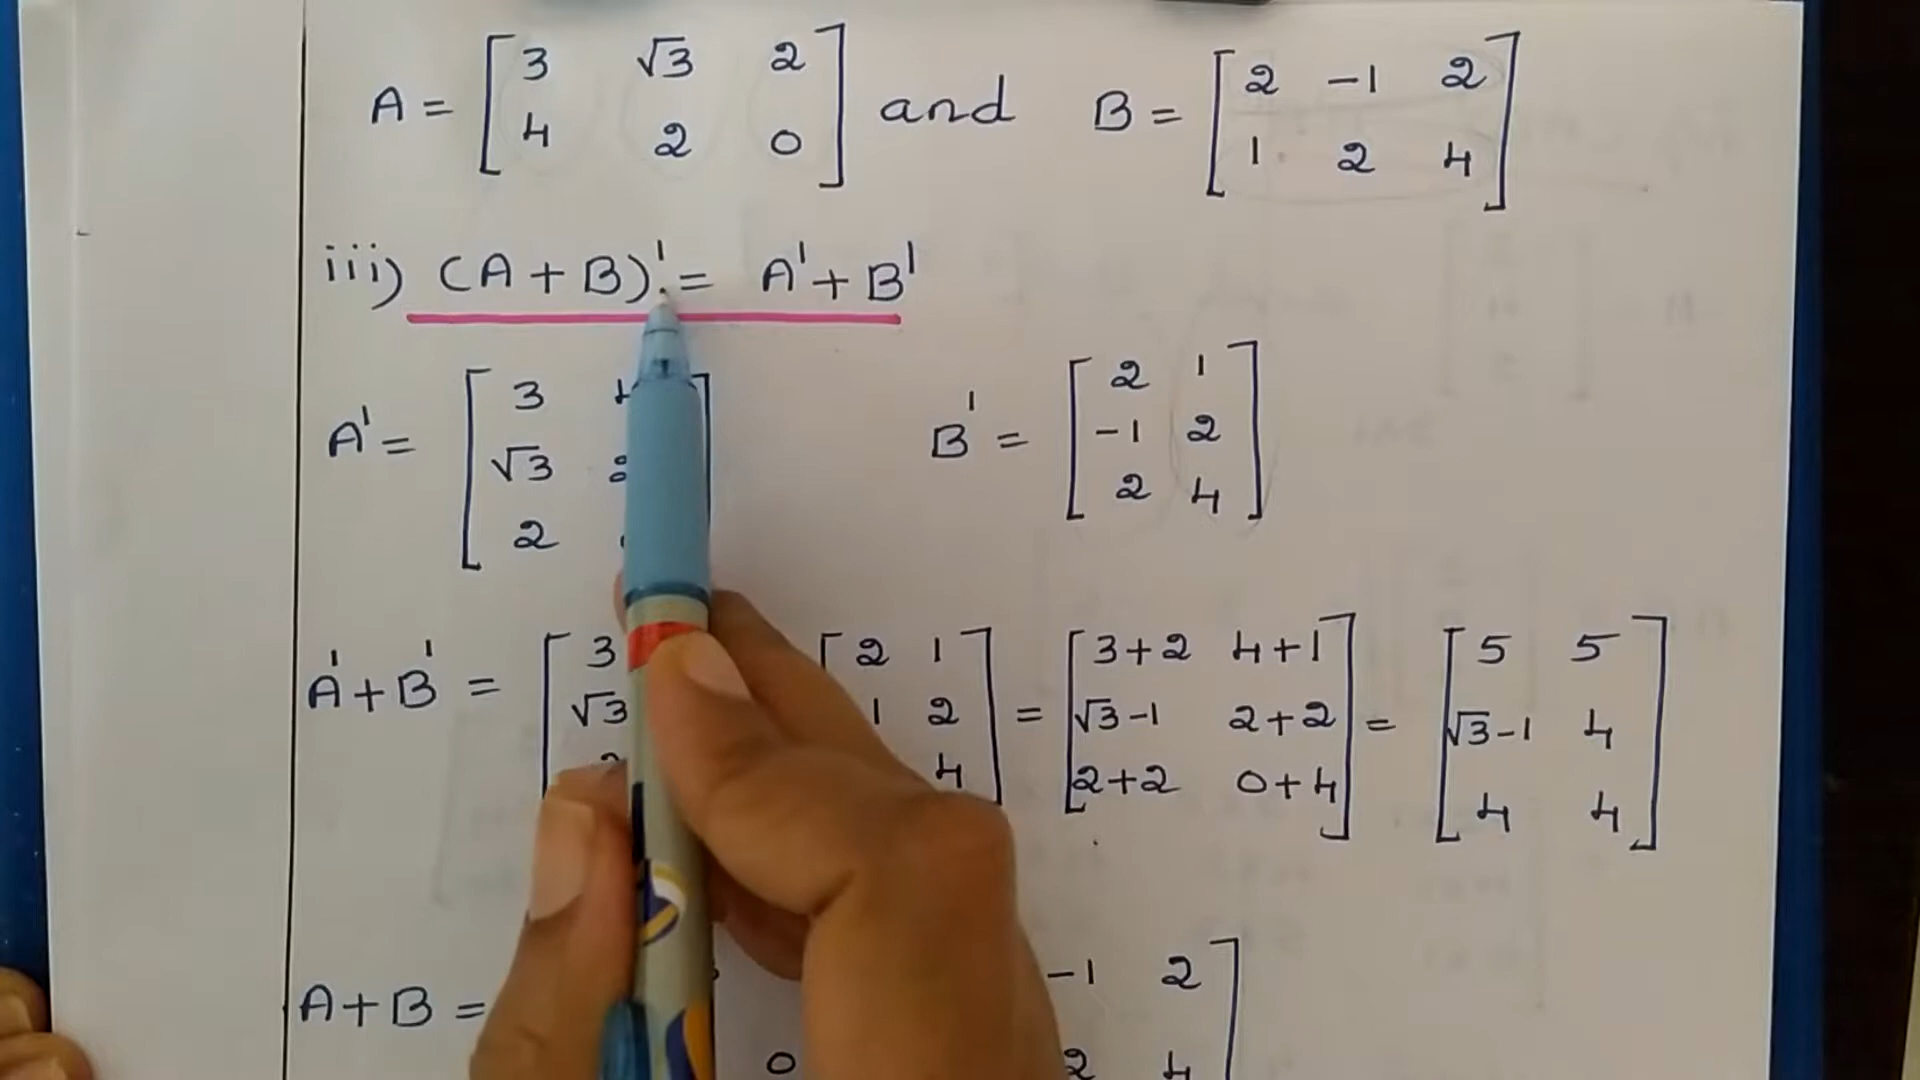 A = [ 3 √3 2 ] and B = [ 2 -1 2 ]
[ 4 2 0 ] [ 1 2 4 ]
iii) (A + B)' = A' + B'
A' = [ 3 ] B' = [ 2 1 ]
[ √3 ] [ -1 2 ]
[ 2 ] [ 2 4 ]
A' + B' = [ 3 [ 2 1 ] = [ 3+2 4+1 ] = [ 5 5 ]
[ √3 1 2 ] [ √3-1 2+2 ] [ √3-1 4 ]
4 ] [ 2+2 0+4 ] [ 4 4 ]
A + B = -1 2 ]
0 2 4 ]